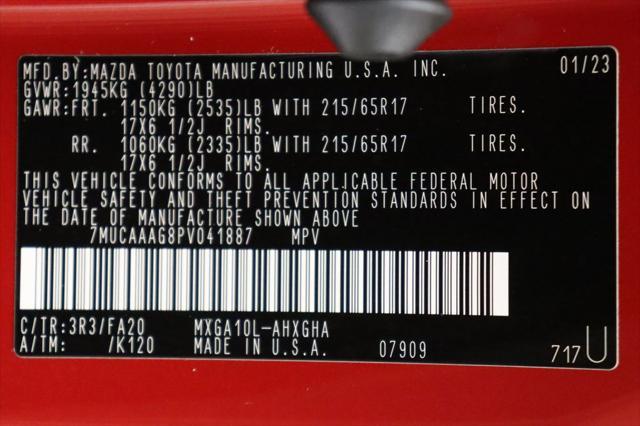 MFD.BY:MAZDA TOYOTA MANUFACTURING U.S.A. INC. 01/23
GVWR:1945KG (4290)LB
GAWR:FRT. 1150KG (2535)LB WITH 215/65R17 TIRES.
17X6 1/2J RIMS.
RR. 1060KG (2335)LB WITH 215/65R17 TIRES.
17X6 1/2J RIMS.
THIS VEHICLE CONFORMS TO ALL APPLICABLE FEDERAL MOTOR
VEHICLE SAFETY AND THEFT PREVENTION STANDARDS IN EFFECT ON
THE DATE OF MANUFACTURE SHOWN ABOVE
7MUCAAAG8PV041887 MPV
C/TR:3R3/FA20 MXGA10L-AHXGHA
A/TM: /K120 MADE IN U.S.A. 07909 717U